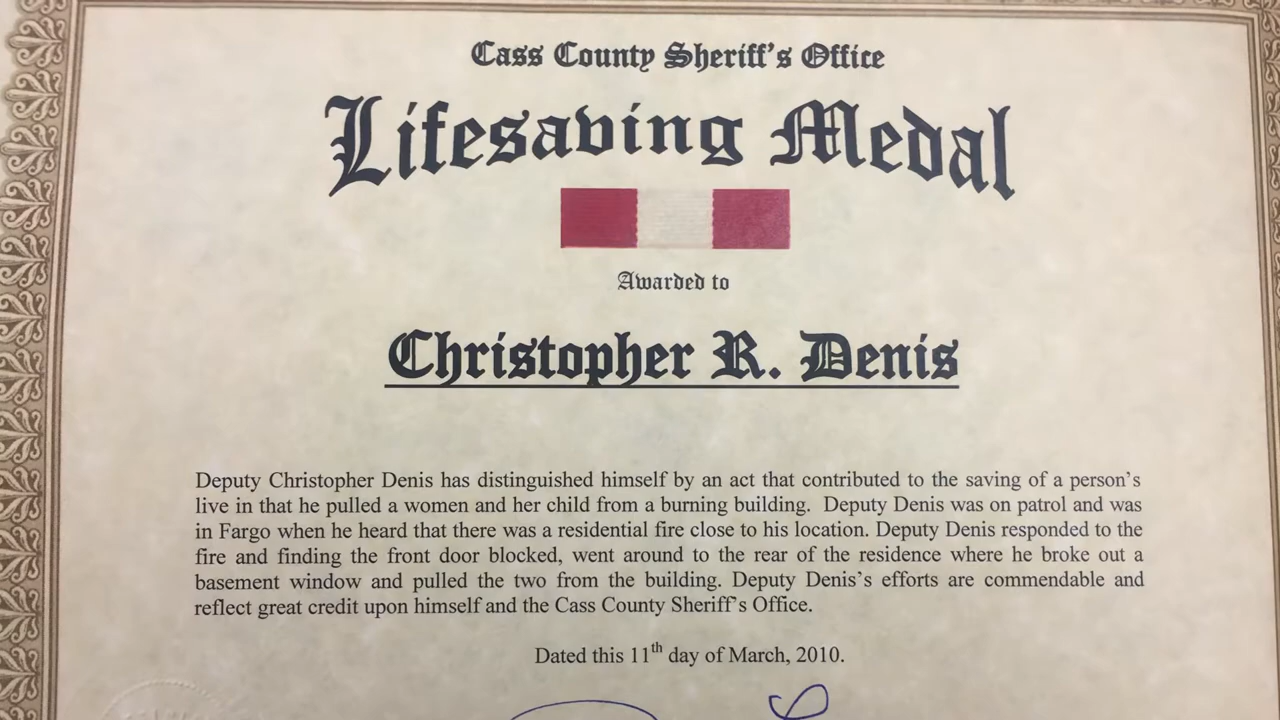 Cass County Sheriff's Office
Lifesaving Medal
Awarded to
Christopher R. Denis
Deputy Christopher Denis has distinguished himself by an act that contributed to the saving of a person's
live in that he pulled a women and her child from a burning building.  Deputy Denis was on patrol and was
in Fargo when he heard that there was a residential fire close to his location. Deputy Denis responded to the
fire and finding the front door blocked, went around to the rear of the residence where he broke out a
basement window and pulled the two from the building. Deputy Denis's efforts are commendable and
reflect great credit upon himself and the Cass County Sheriff's Office.
Dated this 11th day of March, 2010.